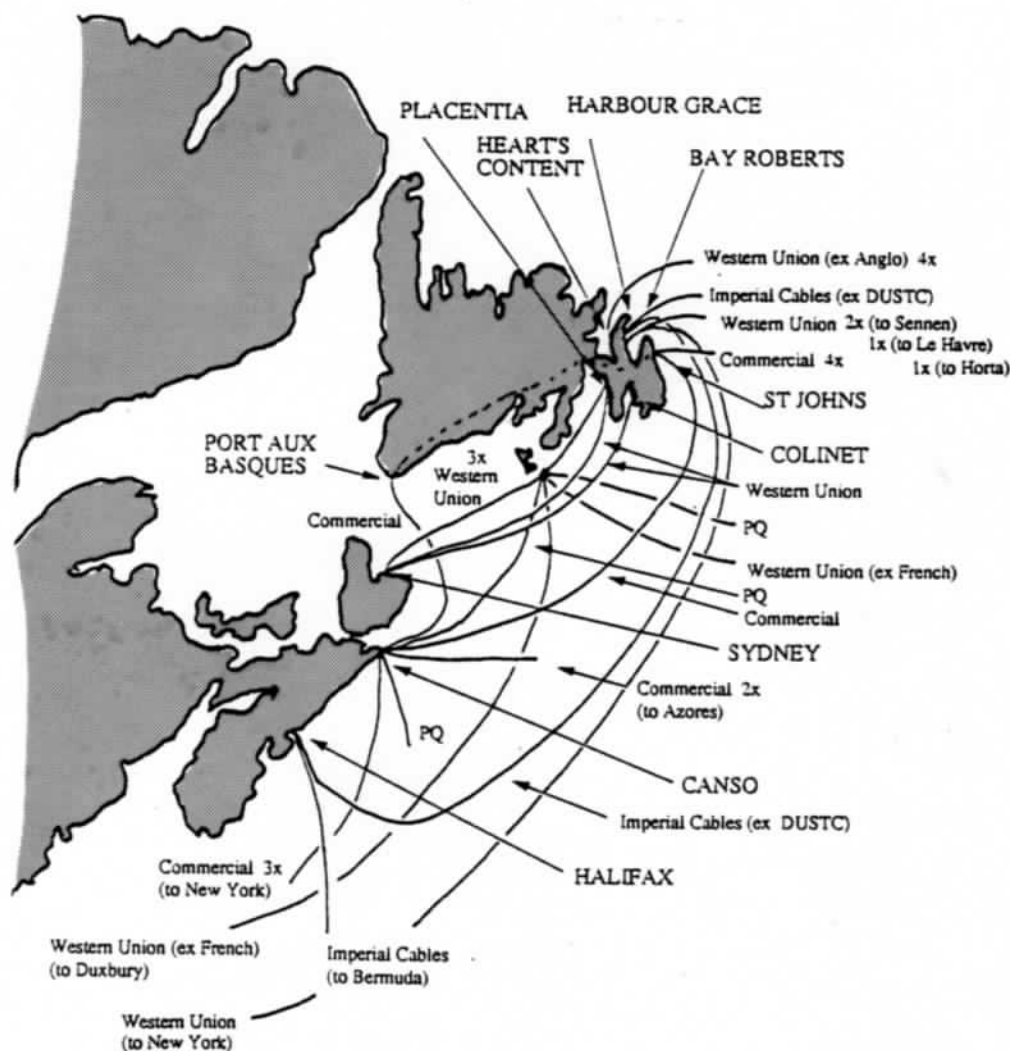 PLACENTIA
HARBOUR GRACE
HEART'S
CONTENT
BAY ROBERTS
Western Union (ex Anglo) 4x
Imperial Cables (ex DUSTC)
Western Union 2x (to Sennen)
1x (to Le Havre)
Commercial 4x
1x (to Horta)
ST JOHNS
PORT AUX
BASQUES
COLINET
3x
Western
Union
Western Union
Commercial
PQ
Western Union (ex French)
PQ
Commercial
SYDNEY
Commercial 2x
(to Azores)
PQ
CANSO
Imperial Cables (ex DUSTC)
Commercial 3x
(to New York)
HALIFAX
Western Union (ex French)
(to Duxbury)
Imperial Cables
(to Bermuda)
Western Union
(to New York)